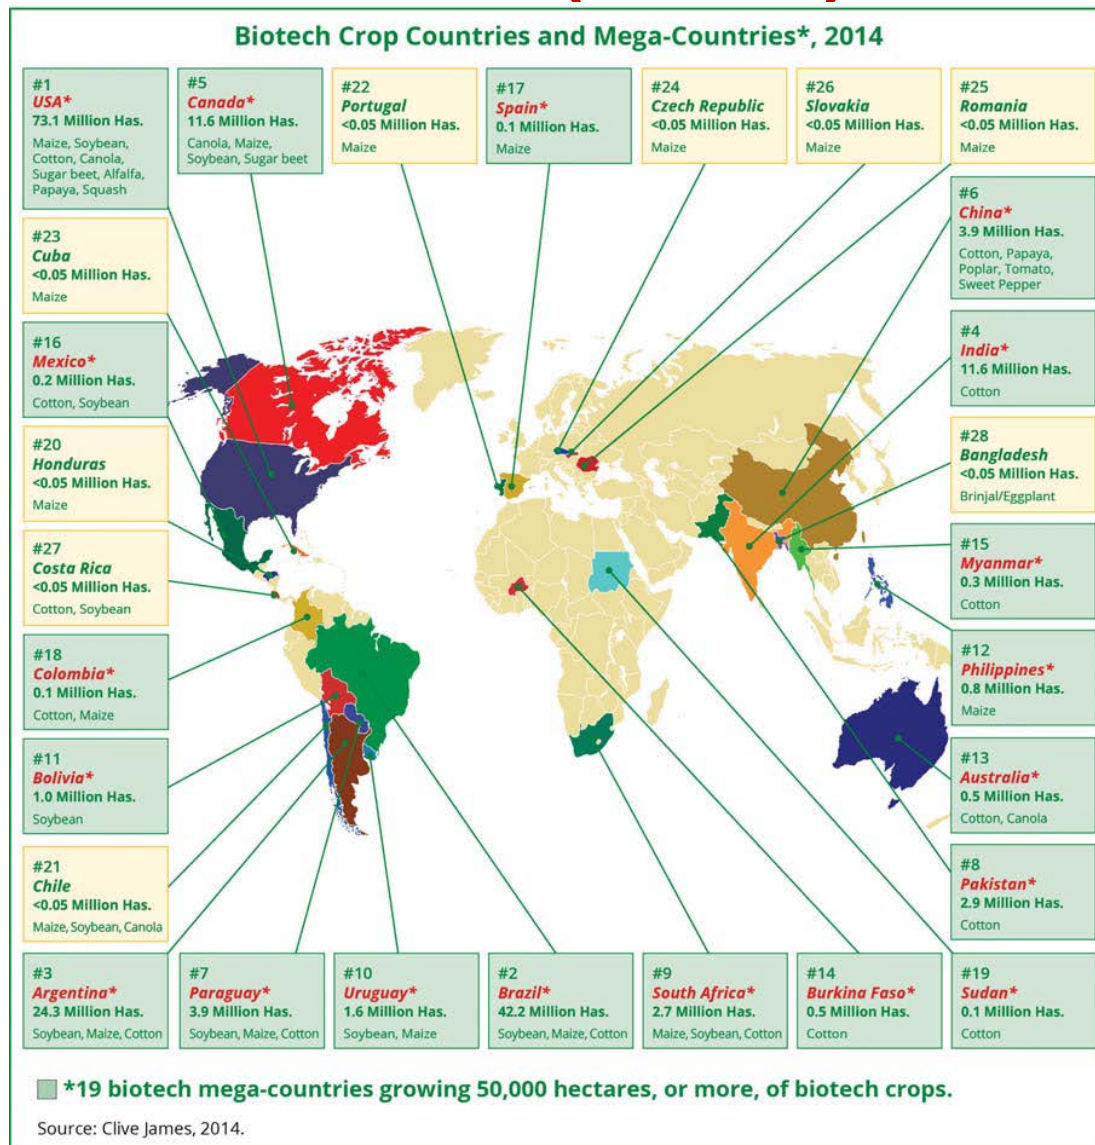 Biotech Crop Countries and Mega-Countries*, 2014
#1
USA*
73.1 Million Has.
Maize, Soybean,
Cotton, Canola,
Sugar beet, Alfalfa,
Papaya, Squash
#5
Canada*
11.6 Million Has.
Canola, Maize,
Soybean, Sugar beet
#22
Portugal
<0.05 Million Has.
Maize
#17
Spain*
0.1 Million Has.
Maize
#24
Czech Republic
<0.05 Million Has.
Maize
#26
Slovakia
<0.05 Million Has.
Maize
#25
Romania
<0.05 Million Has.
Maize
#23
Cuba
<0.05 Million Has.
Maize
#6
China*
3.9 Million Has.
Cotton, Papaya,
Poplar, Tomato,
Sweet Pepper
#16
Mexico*
0.2 Million Has.
Cotton, Soybean
#4
India*
11.6 Million Has.
Cotton
#20
Honduras
<0.05 Million Has.
Maize
#28
Bangladesh
<0.05 Million Has.
Brinjal/Eggplant
#27
Costa Rica
<0.05 Million Has.
Cotton, Soybean
#15
Myanmar*
0.3 Million Has.
Cotton
#18
Colombia*
0.1 Million Has.
Cotton, Maize
#12
Philippines*
0.8 Million Has.
Maize
#11
Bolivia*
1.0 Million Has.
Soybean
#13
Australia*
0.5 Million Has.
Cotton, Canola
#21
Chile
<0.05 Million Has.
Maize, Soybean, Canola
#8
Pakistan*
2.9 Million Has.
Cotton
#3
Argentina*
24.3 Million Has.
Soybean, Maize, Cotton
#7
Paraguay*
3.9 Million Has.
Soybean, Maize, Cotton
#10
Uruguay*
1.6 Million Has.
Soybean, Maize
#2
Brazil*
42.2 Million Has.
Soybean, Maize, Cotton
#9
South Africa*
2.7 Million Has.
Maize, Soybean, Cotton
#14
Burkina Faso*
0.5 Million Has.
Cotton
#19
Sudan*
0.1 Million Has.
Cotton
*19 biotech mega-countries growing 50,000 hectares, or more, of biotech crops.
Source: Clive James, 2014.